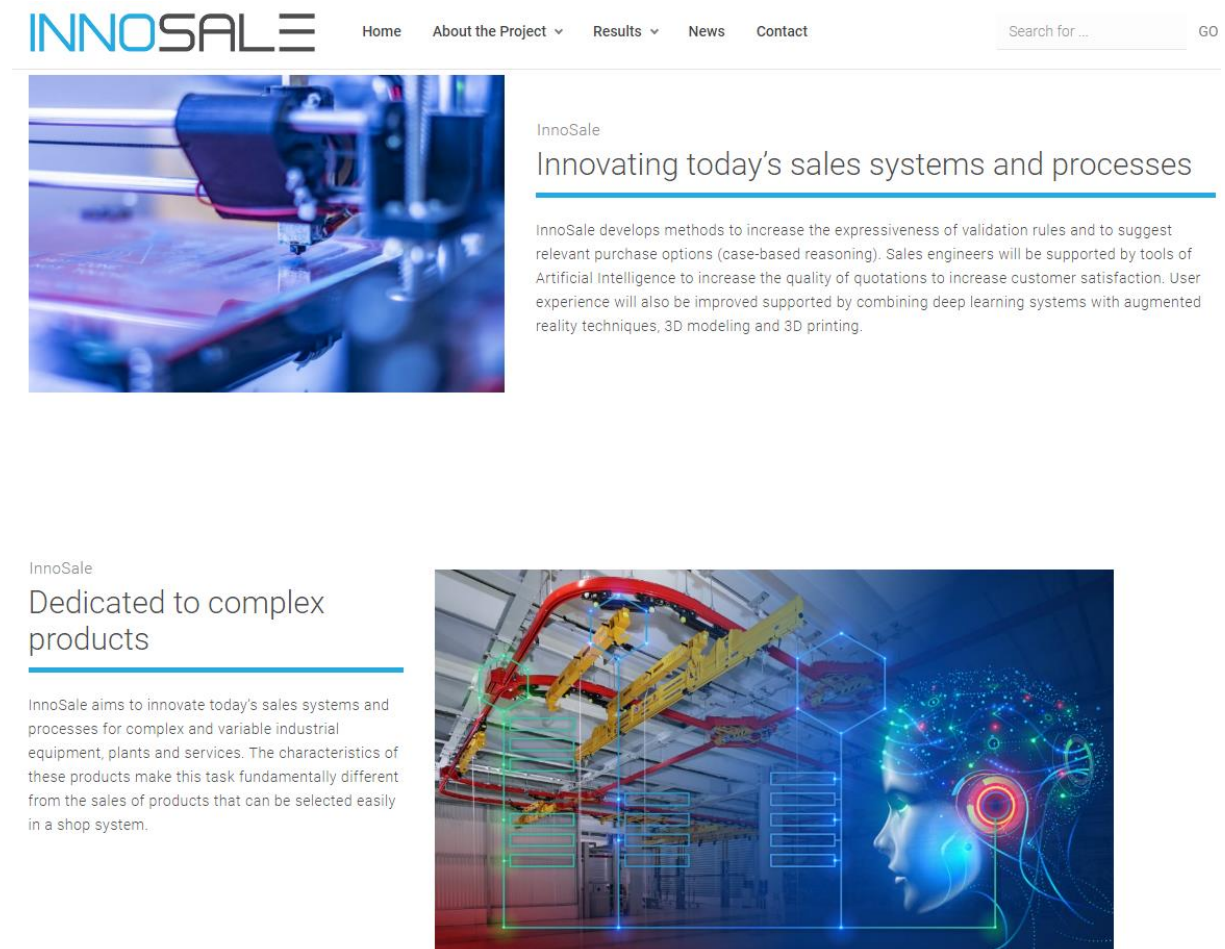 INNOSALE
Home
About the Project
Results
News
Contact
Search for ...
GO
InnoSale
Innovating today's sales systems and processes
InnoSale develops methods to increase the expressiveness of validation rules and to suggest
relevant purchase options (case-based reasoning). Sales engineers will be supported by tools of
Artificial Intelligence to increase the quality of quotations to increase customer satisfaction. User
experience will also be improved supported by combining deep learning systems with augmented
reality techniques, 3D modeling and 3D printing.
InnoSale
Dedicated to complex
products
InnoSale aims to innovate today's sales systems and
processes for complex and variable industrial
equipment, plants and services. The characteristics of
these products make this task fundamentally different
from the sales of products that can be selected easily
in a shop system.